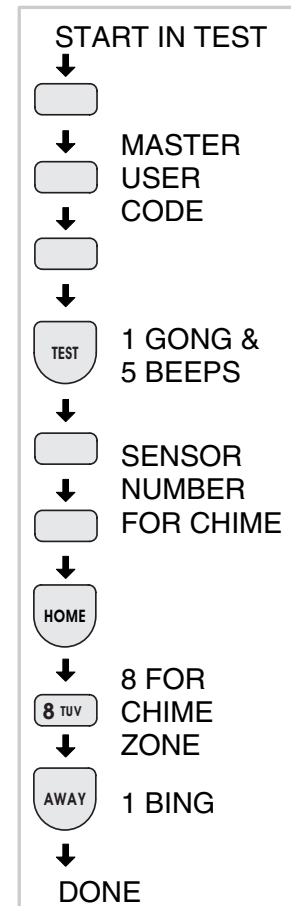 START IN TEST
MASTER
USER
CODE
TEST
1 GONG &
5 BEEPS
SENSOR
NUMBER
FOR CHIME
HOME
8 TUV
8 FOR
CHIME
ZONE
AWAY
1 BING
DONE